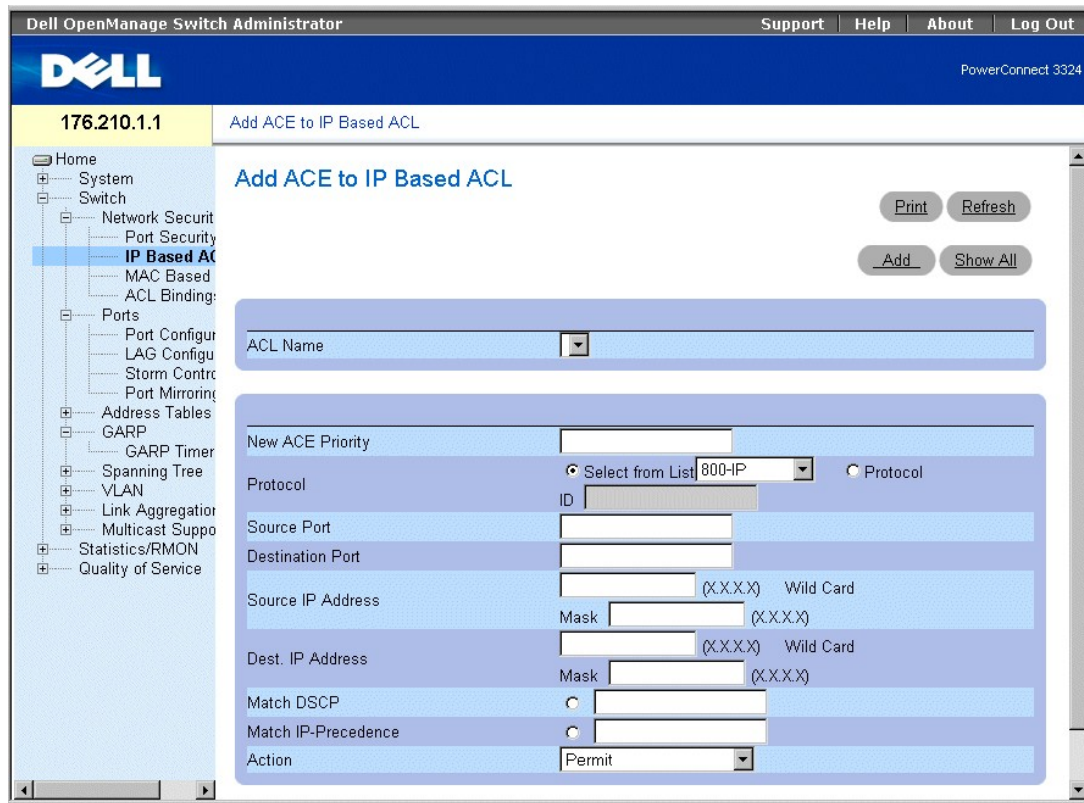 Dell OpenManage Switch Administrator Support Help About Log Out
DELL
PowerConnect 3324
176.210.1.1 Add ACE to IP Based ACL
Home
System
Switch
Network Securit
Port Security
IP Based AC
MAC Based
ACL Binding
Ports
Port Configur
LAG Configu
Storm Contro
Port Mirroring
Address Tables
GARP
GARP Timer
Spanning Tree
VLAN
Link Aggregation
Multicast Suppo
Statistics/RMON
Quality of Service
Add ACE to IP Based ACL
Print Refresh
Add Show All
ACL Name
New ACE Priority
Protocol Select from List 800-IP Protocol
ID
Source Port
Destination Port
Source IP Address (X.X.X.X) Wild Card
Mask (X.X.X.X)
Dest. IP Address (X.X.X.X) Wild Card
Mask (X.X.X.X)
Match DSCP
Match IP-Precedence
Action Permit